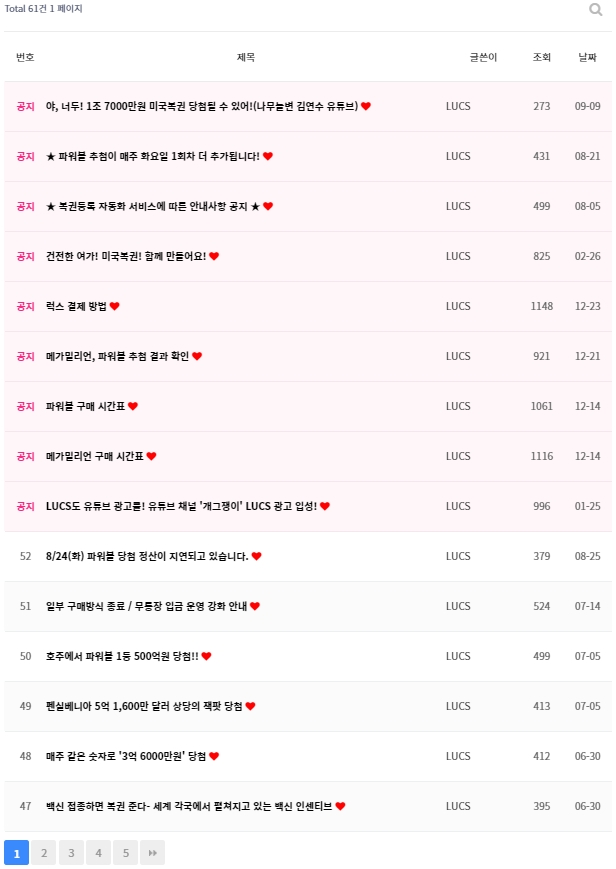 Total 61건 1 페이지
번호 제목 글쓴이 조회 날짜
공지 야, 너두! 1조 7000만원 미국복권 당첨될 수 있어!(나무늘변 김연수 유튜브) LUCS 273 09-09
공지 ★ 파워볼 추첨이 매주 화요일 1회차 더 추가됩니다! LUCS 431 08-21
공지 ★ 복권등록 자동화 서비스에 따른 안내사항 공지 ★ LUCS 499 08-05
공지 건전한 여가! 미국복권! 함께 만들어요! LUCS 825 02-26
공지 럭스 결제 방법 LUCS 1148 12-23
공지 메가밀리언, 파워볼 추첨 결과 확인 LUCS 921 12-21
공지 파워볼 구매 시간표 LUCS 1061 12-14
공지 메가밀리언 구매 시간표 LUCS 1116 12-14
공지 LUCS도 유튜브 광고를! 유튜브 채널 '개그쟁이' LUCS 광고 입성! LUCS 996 01-25
52 8/24(화) 파워볼 당첨 정산이 지연되고 있습니다. LUCS 379 08-25
51 일부 구매방식 종료 / 무통장 입금 운영 강화 안내 LUCS 524 07-14
50 호주에서 파워볼 1등 500억원 당첨!! LUCS 499 07-05
49 펜실베니아 5억 1,600만 달러 상당의 잭팟 당첨 LUCS 413 07-05
48 매주 같은 숫자로 '3억 6000만원' 당첨 LUCS 412 06-30
47 백신 접종하면 복권 준다- 세계 각국에서 펼쳐지고 있는 백신 인센티브 LUCS 395 06-30
1 2 3 4 5